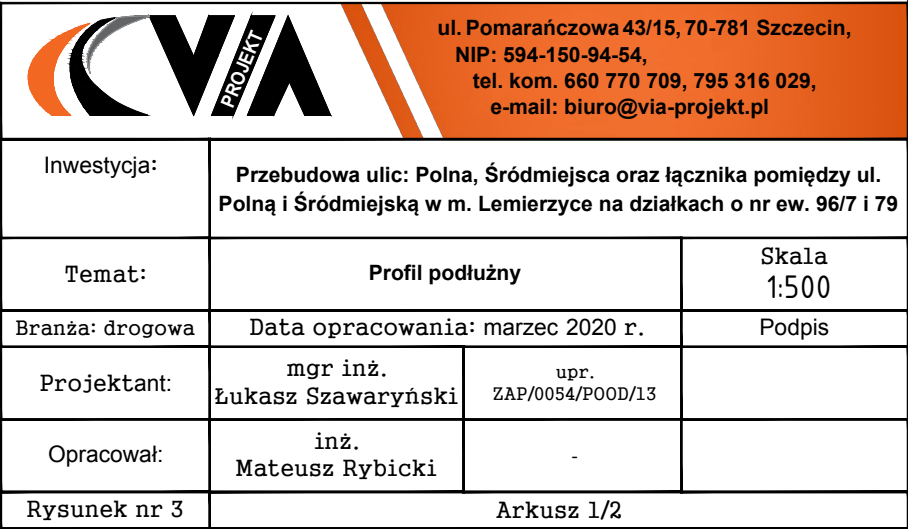 CVIA
PROJEKT
ul. Pomarańczowa 43/15, 70-781 Szczecin,
NIP: 594-150-94-54,
tel. kom. 660 770 709, 795 316 029,
e-mail: biuro@via-projekt.pl
Inwestycja:
Przebudowa ulic: Polna, Śródmiejsca oraz łącznika pomiędzy ul.
Polną i Śródmiejską w m. Lemierzyce na działkach o nr ew. 96/7 i 79
Temat:
Profil podłużny
Skala
1:500
Branża: drogowa
Data opracowania: marzec 2020 r.
Podpis
Projektant:
mgr inż.
Łukasz Szawaryński
upr.
ZAP/0054/POOD/13
Opracował:
inż.
Mateusz Rybicki
-
Rysunek nr 3
Arkusz 1/2